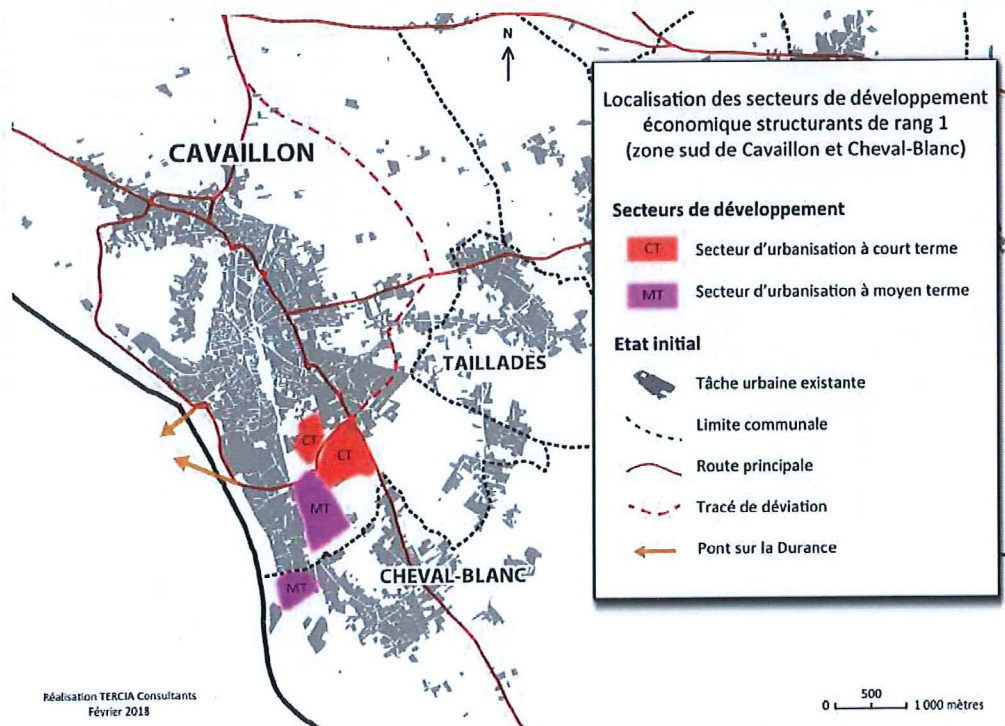 N
CAVAILLON
TAILLADES
CT
CT
MT
CHEVAL-BLANC
MT
Localisation des secteurs de développement
économique structurants de rang 1
(zone sud de Cavaillon et Cheval-Blanc)
Secteurs de développement
CT Secteur d'urbanisation à court terme
MT Secteur d'urbanisation à moyen terme
Etat initial
Tâche urbaine existante
Limite communale
Route principale
Tracé de déviation
Pont sur la Durance
Réalisation TERCIA Consultants
Février 2018
500
0 1 000 mètres